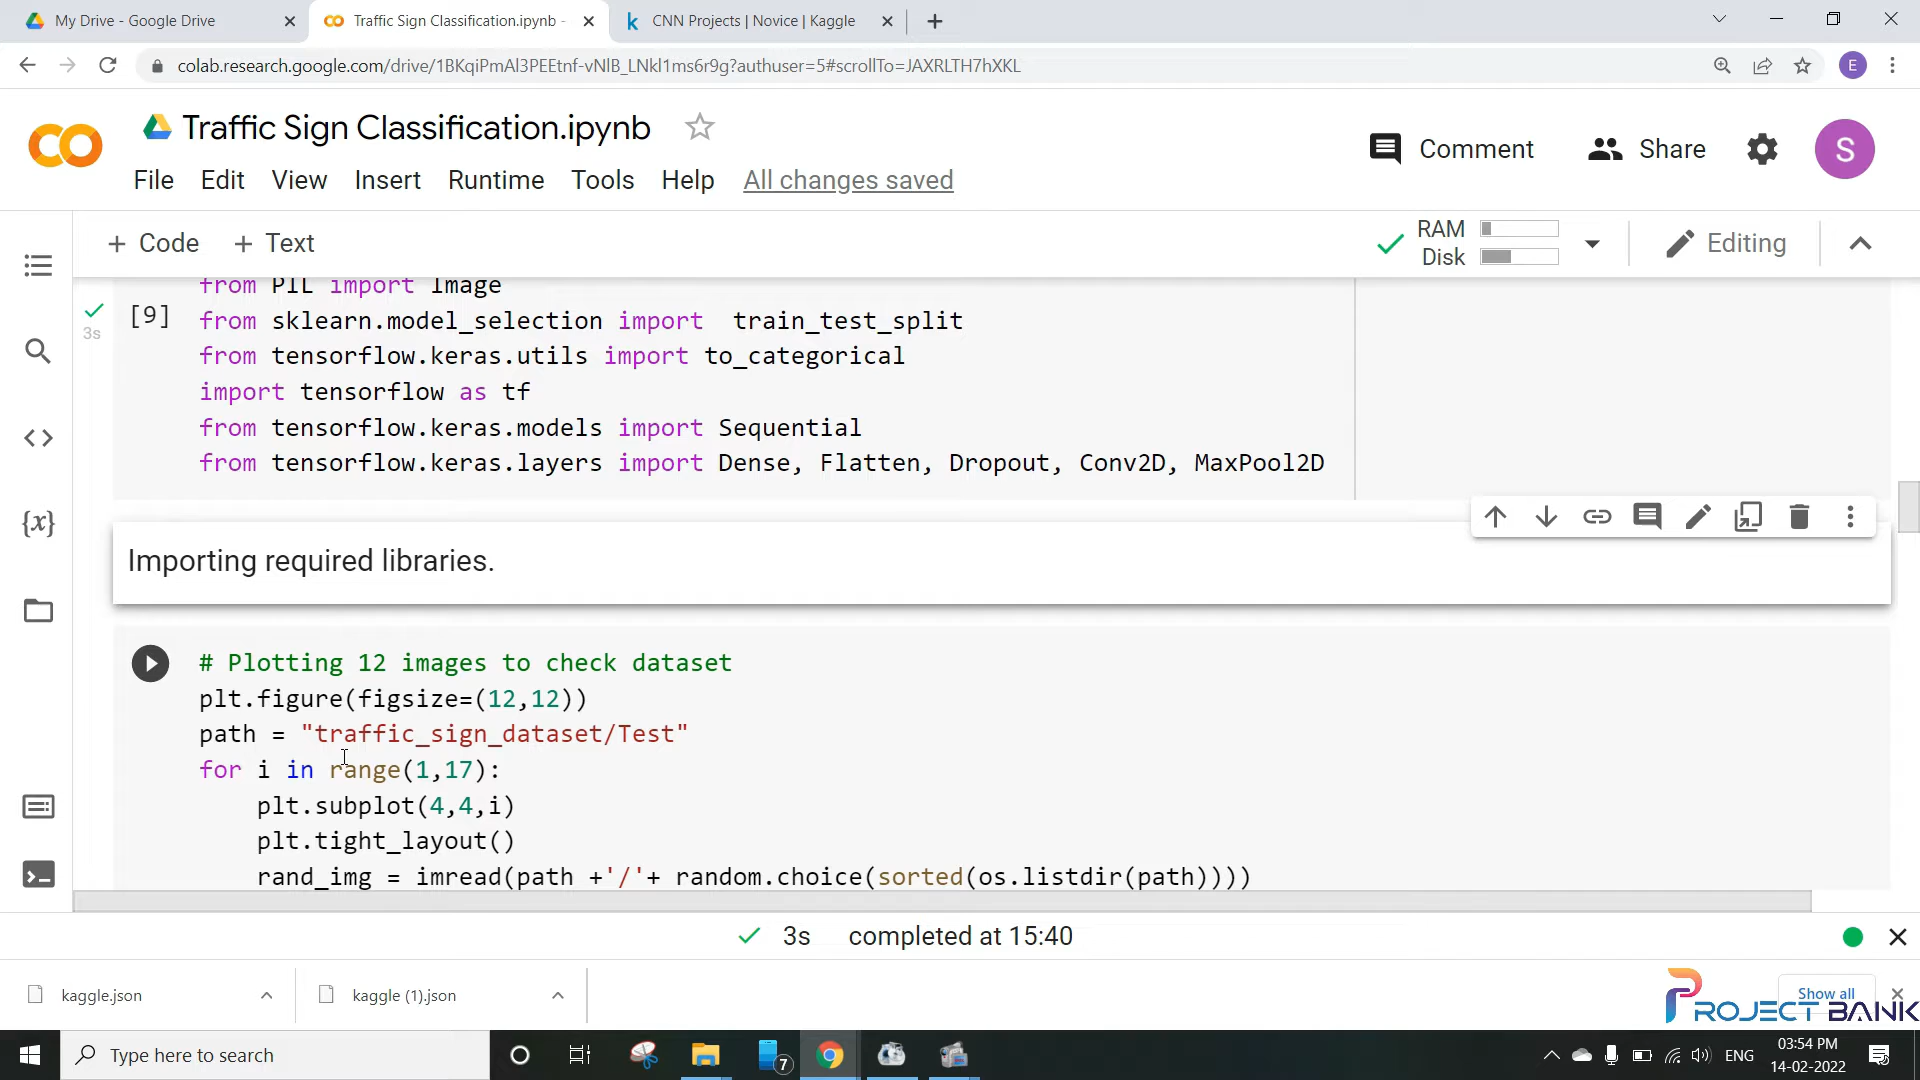 My Drive - Google Drive
Traffic Sign Classification.ipynb -
CNN Projects | Novice | Kaggle
colab.research.google.com/drive/1BKqiPmAl3PEEtnf-vNlB_LNkl1ms6r9g?authuser=5#scrollTo=JAXRLTH7hXKL
E
Traffic Sign Classification.ipynb
Comment
Share
S
File Edit View Insert Runtime Tools Help All changes saved
+ Code + Text
RAM
Disk
Editing
from PIL import Image
[9] from sklearn.model_selection import  train_test_split
3s
from tensorflow.keras.utils import to_categorical
import tensorflow as tf
from tensorflow.keras.models import Sequential
from tensorflow.keras.layers import Dense, Flatten, Dropout, Conv2D, MaxPool2D
Importing required libraries.
# Plotting 12 images to check dataset
plt.figure(figsize=(12,12))
path = "traffic_sign_dataset/Test"
for i in range(1,17):
    plt.subplot(4,4,i)
    plt.tight_layout()
    rand_img = imread(path +'/'+ random.choice(sorted(os.listdir(path))))
3s completed at 15:40
kaggle.json
kaggle (1).json
Show all
PROJECT BANK
Type here to search
7
ENG
03:54 PM
14-02-2022